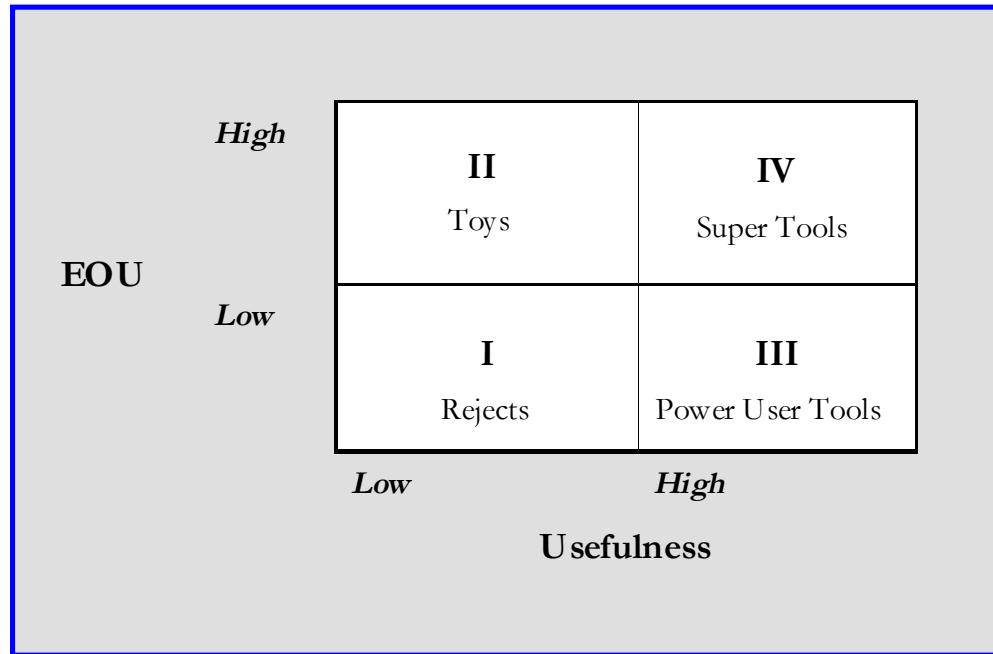 High
II
Toys
IV
Super Tools
EOU
Low
I
Rejects
III
Power User Tools
Low
High
Usefulness